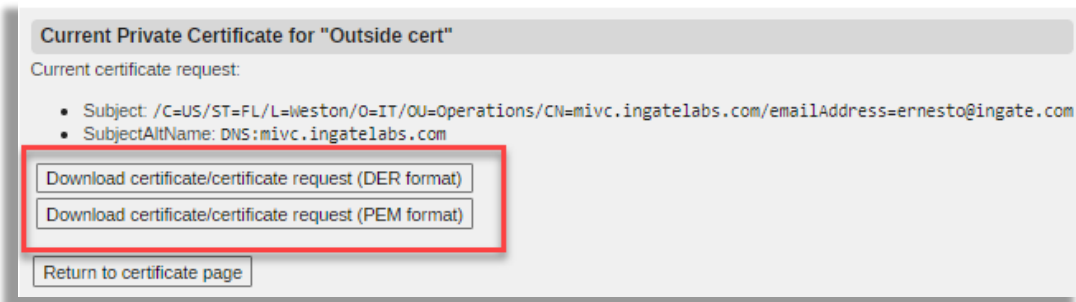 Current Private Certificate for "Outside cert"
Current certificate request:
• Subject: /C=US/ST=FL/L=Weston/O=IT/OU=Operations/CN=mivc.ingatelabs.com/emailAddress=ernesto@ingate.com
• SubjectAltName: DNS:mivc.ingatelabs.com
Download certificate/certificate request (DER format)
Download certificate/certificate request (PEM format)
Return to certificate page